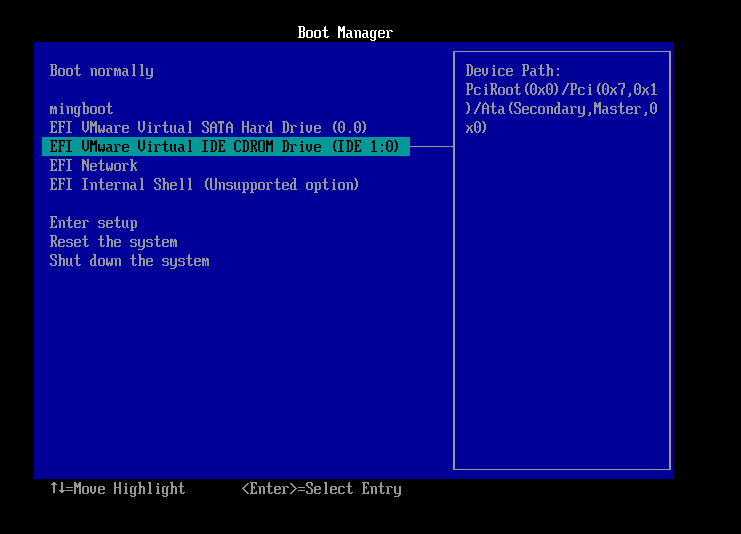 Boot Manager
Boot normally
mingboot
EFI VMware Virtual SATA Hard Drive (0.0)
EFI VMware Virtual IDE CDROM Drive (IDE 1:0)
EFI Network
EFI Internal Shell (Unsupported option)
Enter setup
Reset the system
Shut down the system
Device Path:
PciRoot(0x0)/Pci(0x7,0x1
)/Ata(Secondary,Master,0
x0)
↑↓=Move Highlight <Enter>=Select Entry